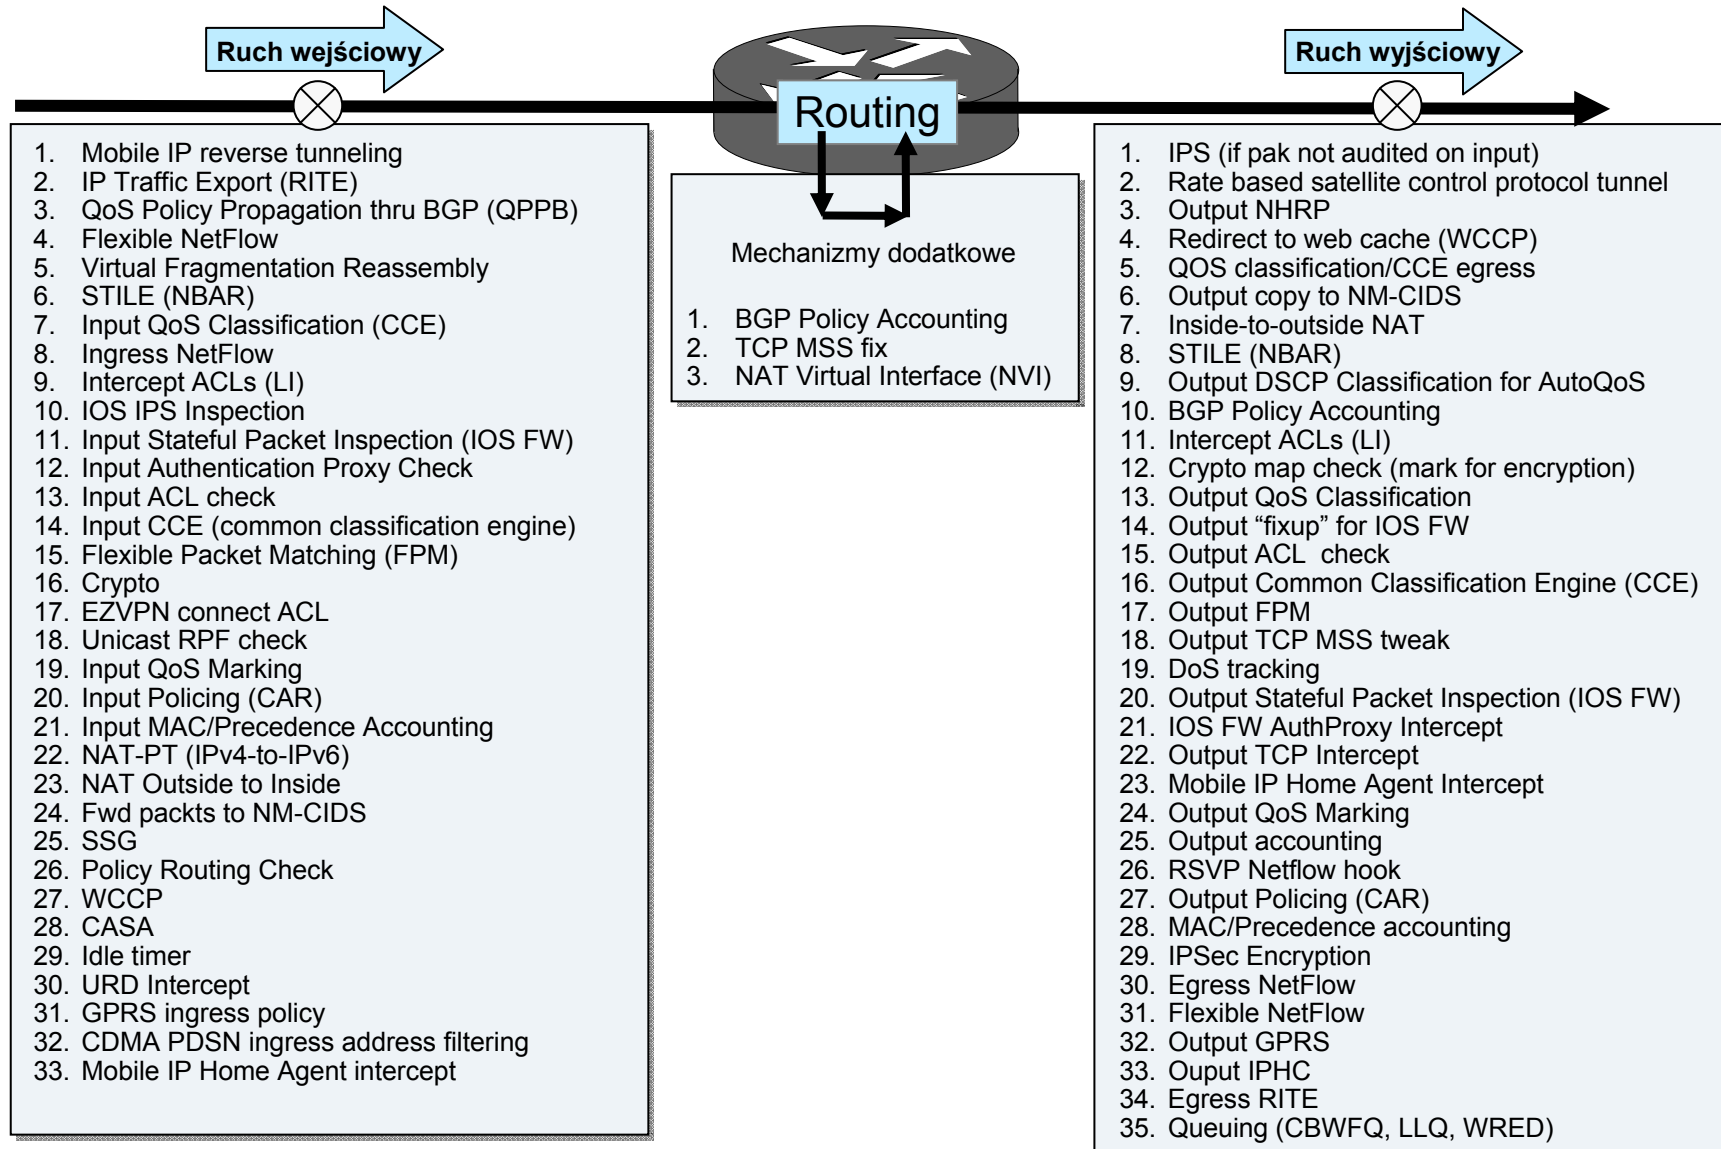 Ruch wejściowy
1. Mobile IP reverse tunneling
2. IP Traffic Export (RITE)
3. QoS Policy Propagation thru BGP (QPPB)
4. Flexible NetFlow
5. Virtual Fragmentation Reassembly
6. STILE (NBAR)
7. Input QoS Classification (CCE)
8. Ingress NetFlow
9. Intercept ACLs (LI)
10. IOS IPS Inspection
11. Input Stateful Packet Inspection (IOS FW)
12. Input Authentication Proxy Check
13. Input ACL check
14. Input CCE (common classification engine)
15. Flexible Packet Matching (FPM)
16. Crypto
17. EZVPN connect ACL
18. Unicast RPF check
19. Input QoS Marking
20. Input Policing (CAR)
21. Input MAC/Precedence Accounting
22. NAT-PT (IPv4-to-IPv6)
23. NAT Outside to Inside
24. Fwd packts to NM-CIDS
25. SSG
26. Policy Routing Check
27. WCCP
28. CASA
29. Idle timer
30. URD Intercept
31. GPRS ingress policy
32. CDMA PDSN ingress address filtering
33. Mobile IP Home Agent intercept
Routing
Mechanizmy dodatkowe
1. BGP Policy Accounting
2. TCP MSS fix
3. NAT Virtual Interface (NVI)
Ruch wyjściowy
1. IPS (if pak not audited on input)
2. Rate based satellite control protocol tunnel
3. Output NHRP
4. Redirect to web cache (WCCP)
5. QOS classification/CCE egress
6. Output copy to NM-CIDS
7. Inside-to-outside NAT
8. STILE (NBAR)
9. Output DSCP Classification for AutoQoS
10. BGP Policy Accounting
11. Intercept ACLs (LI)
12. Crypto map check (mark for encryption)
13. Output QoS Classification
14. Output “fixup” for IOS FW
15. Output ACL check
16. Output Common Classification Engine (CCE)
17. Output FPM
18. Output TCP MSS tweak
19. DoS tracking
20. Output Stateful Packet Inspection (IOS FW)
21. IOS FW AuthProxy Intercept
22. Output TCP Intercept
23. Mobile IP Home Agent Intercept
24. Output QoS Marking
25. Output accounting
26. RSVP Netflow hook
27. Output Policing (CAR)
28. MAC/Precedence accounting
29. IPSec Encryption
30. Egress NetFlow
31. Flexible NetFlow
32. Output GPRS
33. Ouput IPHC
34. Egress RITE
35. Queuing (CBWFQ, LLQ, WRED)